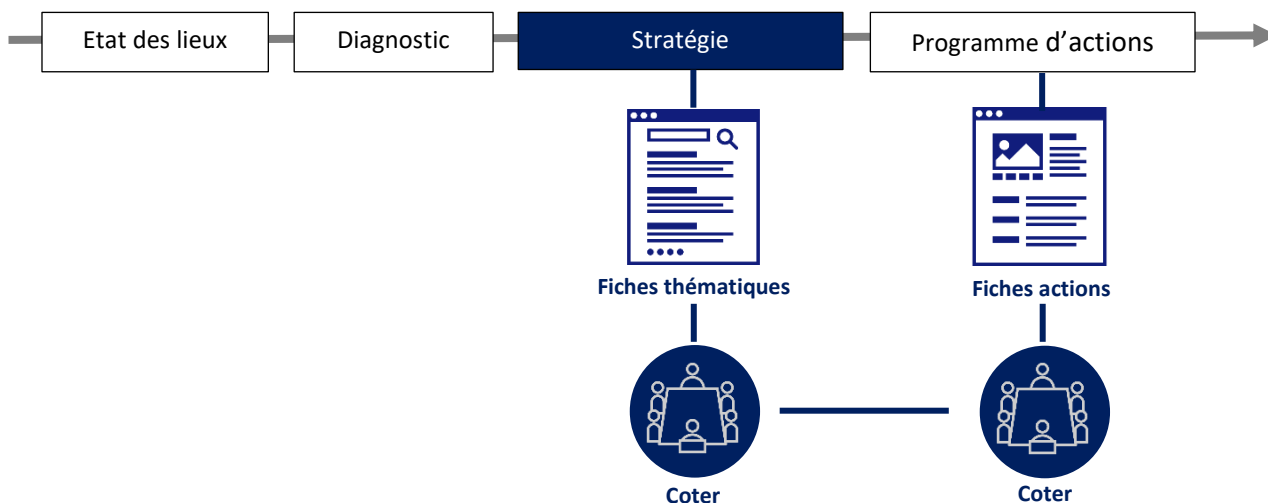 Etat des lieux
Diagnostic
Stratégie
Programme d’actions
Fiches thématiques
Fiches actions
Coter
Coter